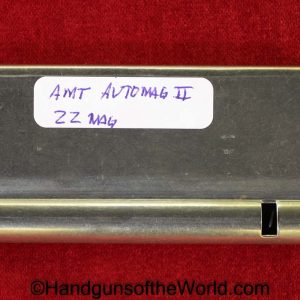 AMT AUTOMAG II
22 MAG
©HandgunsoftheWorld.com